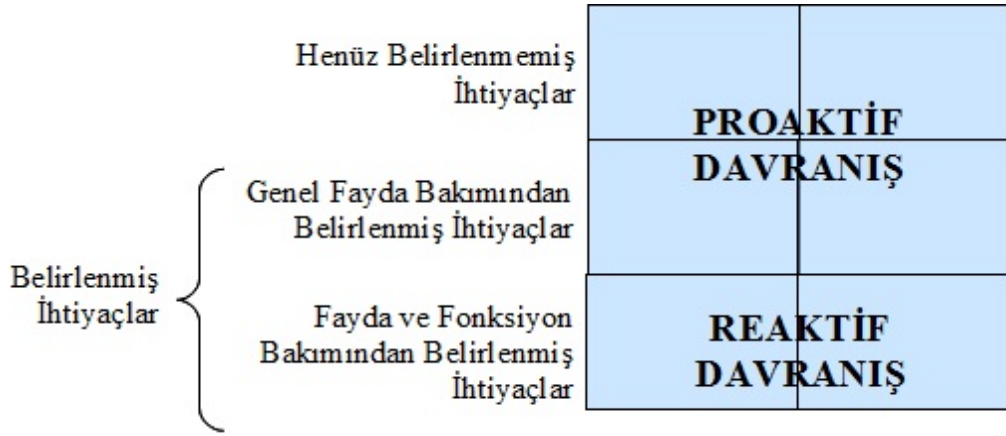 Henüz Belirlenmemiş
İhtiyaçlar
PROAKTİF
DAVRANIŞ
Genel Fayda Bakımından
Belirlenmiş İhtiyaçlar
Belirlenmiş
İhtiyaçlar
Fayda ve Fonksiyon
Bakımından Belirlenmiş
İhtiyaçlar
REAKTİF
DAVRANIŞ